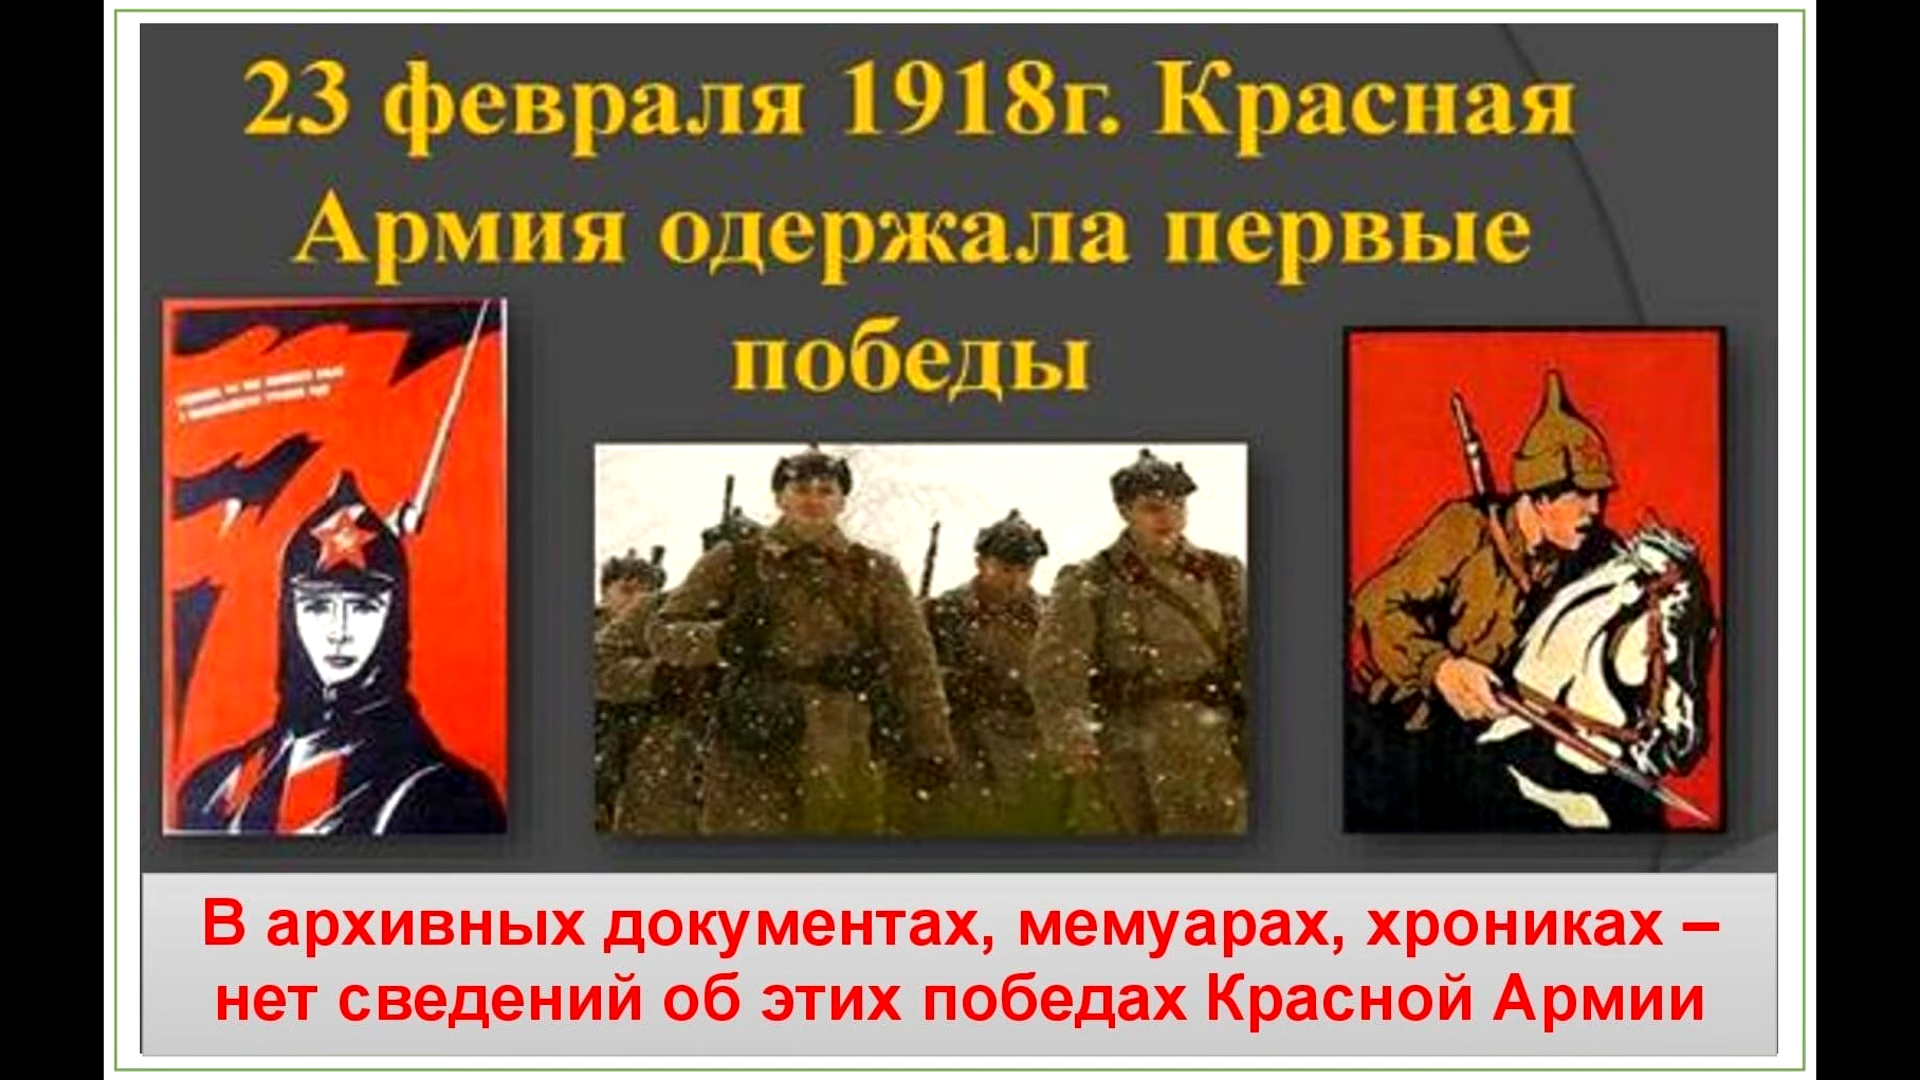 23 февраля 1918г. Красная
Армия одержала первые
победы
В архивных документах, мемуарах, хрониках –
нет сведений об этих победах Красной Армии